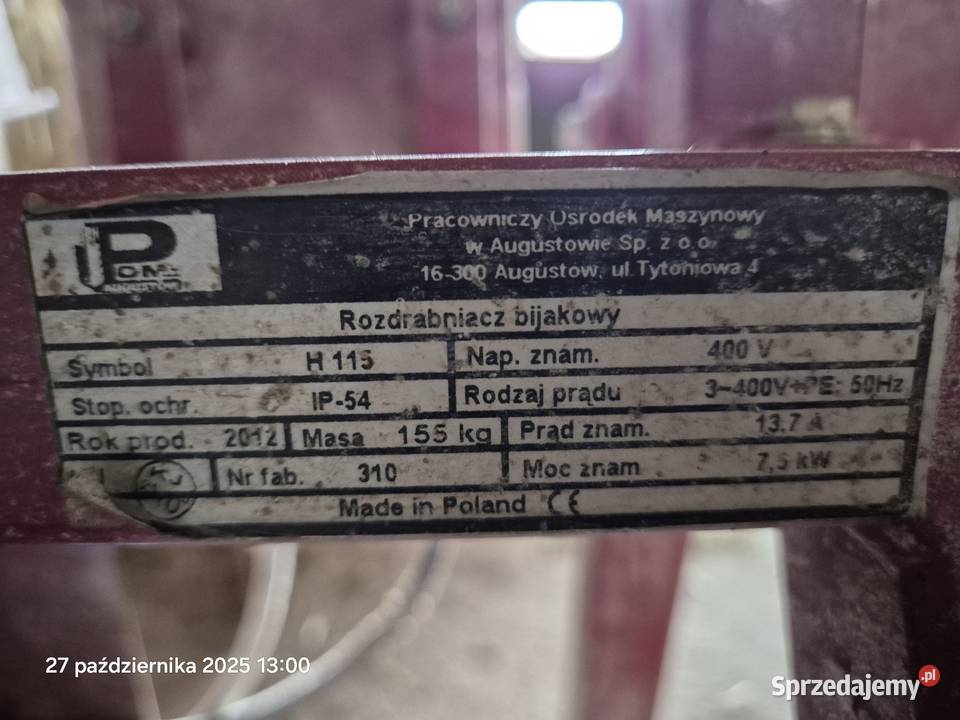 POM
AUGUSTÓW
Pracowniczy Ośrodek Maszynowy
w Augustowie Sp. z o.o.
16-300 Augustów, ul.Tytoniowa 4
Rozdrabniacz bijakowy
Symbol H 115 Nap. znam. 400 V
Stop. ochr. IP-54 Rodzaj prądu 3~400V+PE; 50Hz
Rok prod. 2012 Masa 155 kg Prąd znam. 13,7 A
Nr fab. 310 Moc znam 7,5 kW
Made in Poland CE
27 października 2025 13:00
Sprzedajemy.pl